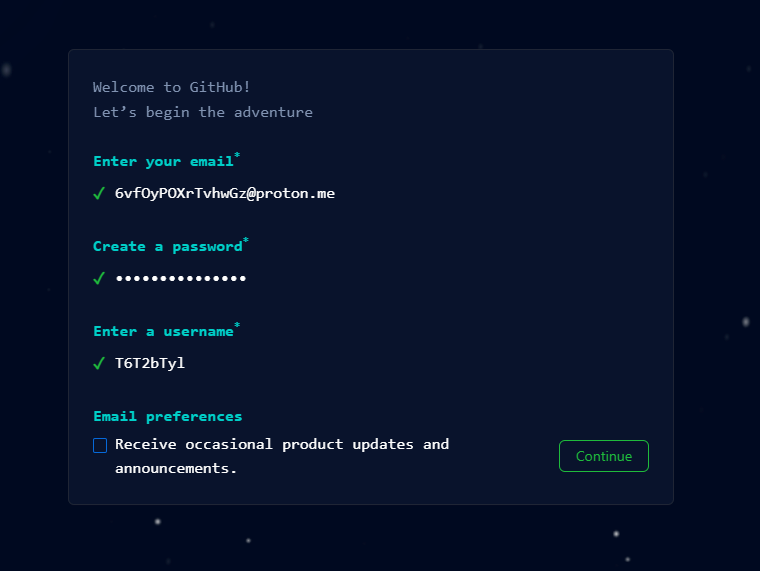 Welcome to GitHub!
Let’s begin the adventure
Enter your email*
✓ 6vfOyPOXrTvhwGz@proton.me
Create a password*
✓ •••••••••••••••
Enter a username*
✓ T6T2bTyl
Email preferences
Receive occasional product updates and
announcements.
Continue